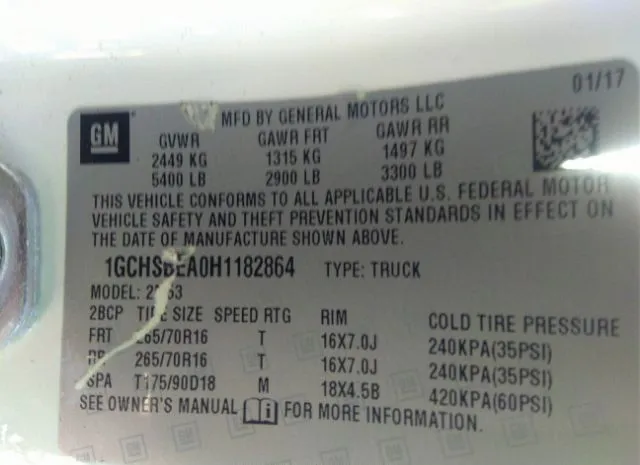 01/17
GM
MFD BY GENERAL MOTORS LLC
GVWR GAWR FRT GAWR RR
2449 KG 1315 KG 1497 KG
5400 LB 2900 LB 3300 LB
THIS VEHICLE CONFORMS TO ALL APPLICABLE U.S. FEDERAL MOTOR
VEHICLE SAFETY AND THEFT PREVENTION STANDARDS IN EFFECT ON
THE DATE OF MANUFACTURE SHOWN ABOVE.
1GCHSBEA0H1182864 TYPE: TRUCK
MODEL:
2BCP TIRE SIZE SPEED RTG RIM COLD TIRE PRESSURE
FRT 265/70R16 T 16X7.0J 240KPA(35PSI)
RR 265/70R16 T 16X7.0J 240KPA(35PSI)
SPA T175/90D18 M 18X4.5B 420KPA(60PSI)
SEE OWNER'S MANUAL FOR MORE INFORMATION.